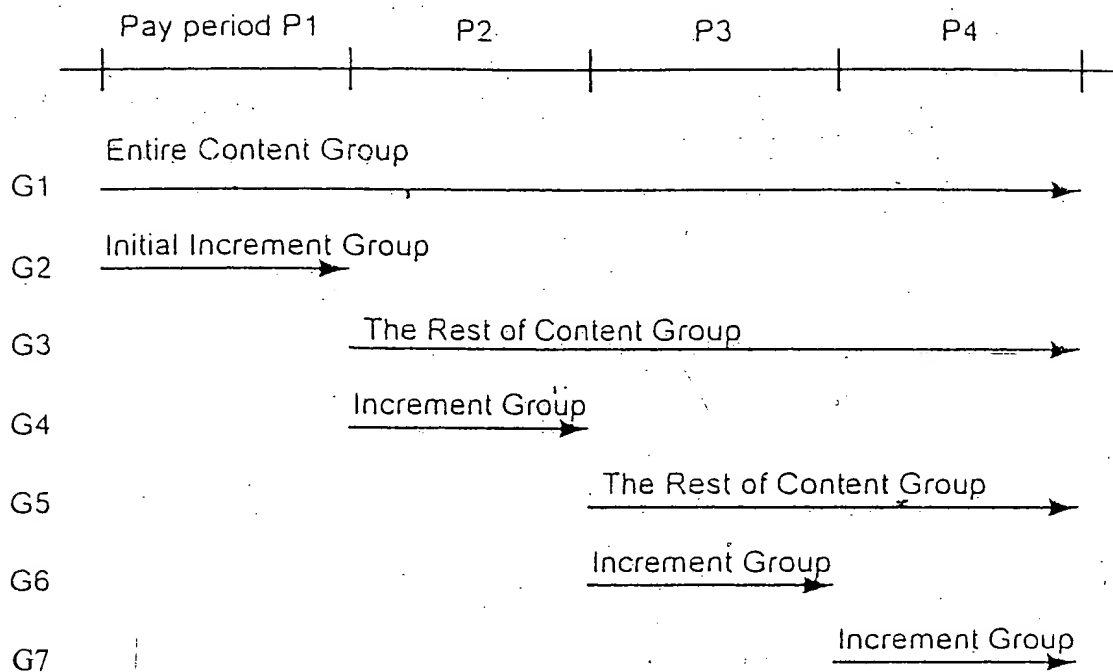 Pay period P1 P2 P3 P4
Entire Content Group
G1
Initial Increment Group
G2
The Rest of Content Group
G3
Increment Group
G4
The Rest of Content Group
G5
Increment Group
G6
Increment Group
G7